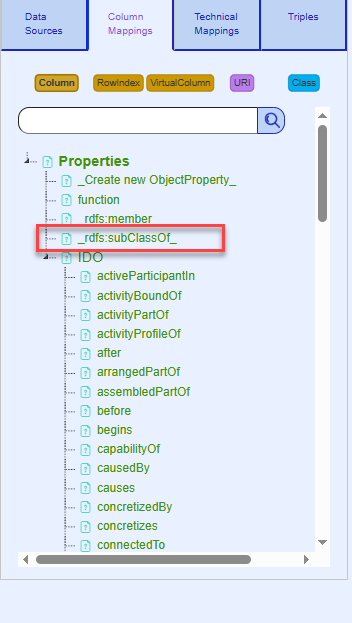 Data Sources
Column Mappings
Technical Mappings
Triples
Column
RowIndex
VirtualColumn
URI
Class
Properties
_Create new ObjectProperty_
function
_rdfs:member
_rdfs:subClassOf_
IDO
activeParticipantIn
activityBoundOf
activityPartOf
activityProfileOf
after
arrangedPartOf
assembledPartOf
before
begins
capabilityOf
causedBy
causes
concretizedBy
concretizes
connectedTo